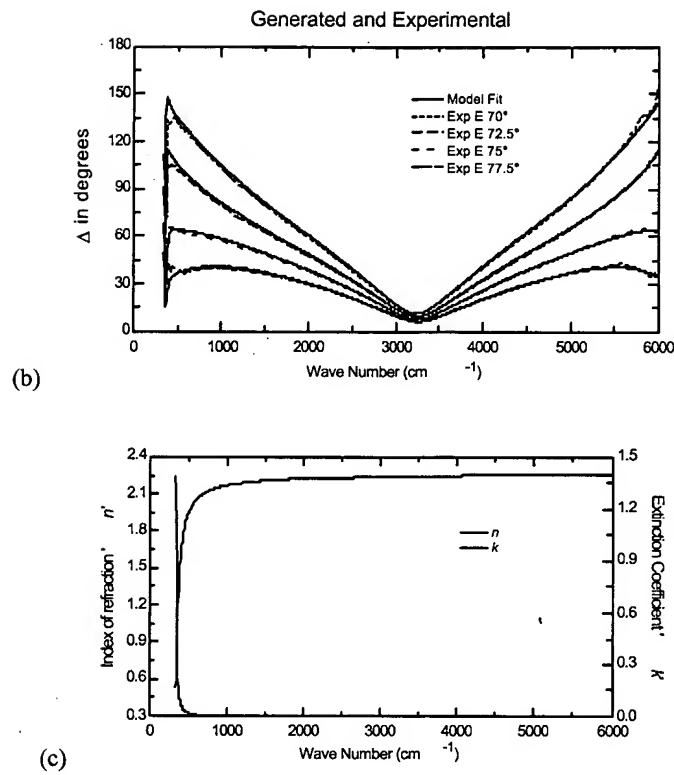 Generated and Experimental
180
150
120
90
60
30
0
Δ in degrees
Model Fit
Exp E 70°
Exp E 72.5°
Exp E 75°
Exp E 77.5°
0 1000 2000 3000 4000 5000 6000
Wave Number (cm -1)
(b)
2.4
2.1
1.8
1.5
1.2
0.9
0.6
0.3
Index of refraction' n'
n
k
1.5
1.2
0.9
0.6
0.3
0.0
Extinction Coefficient' k'
0 1000 2000 3000 4000 5000 6000
Wave Number (cm -1)
(c)